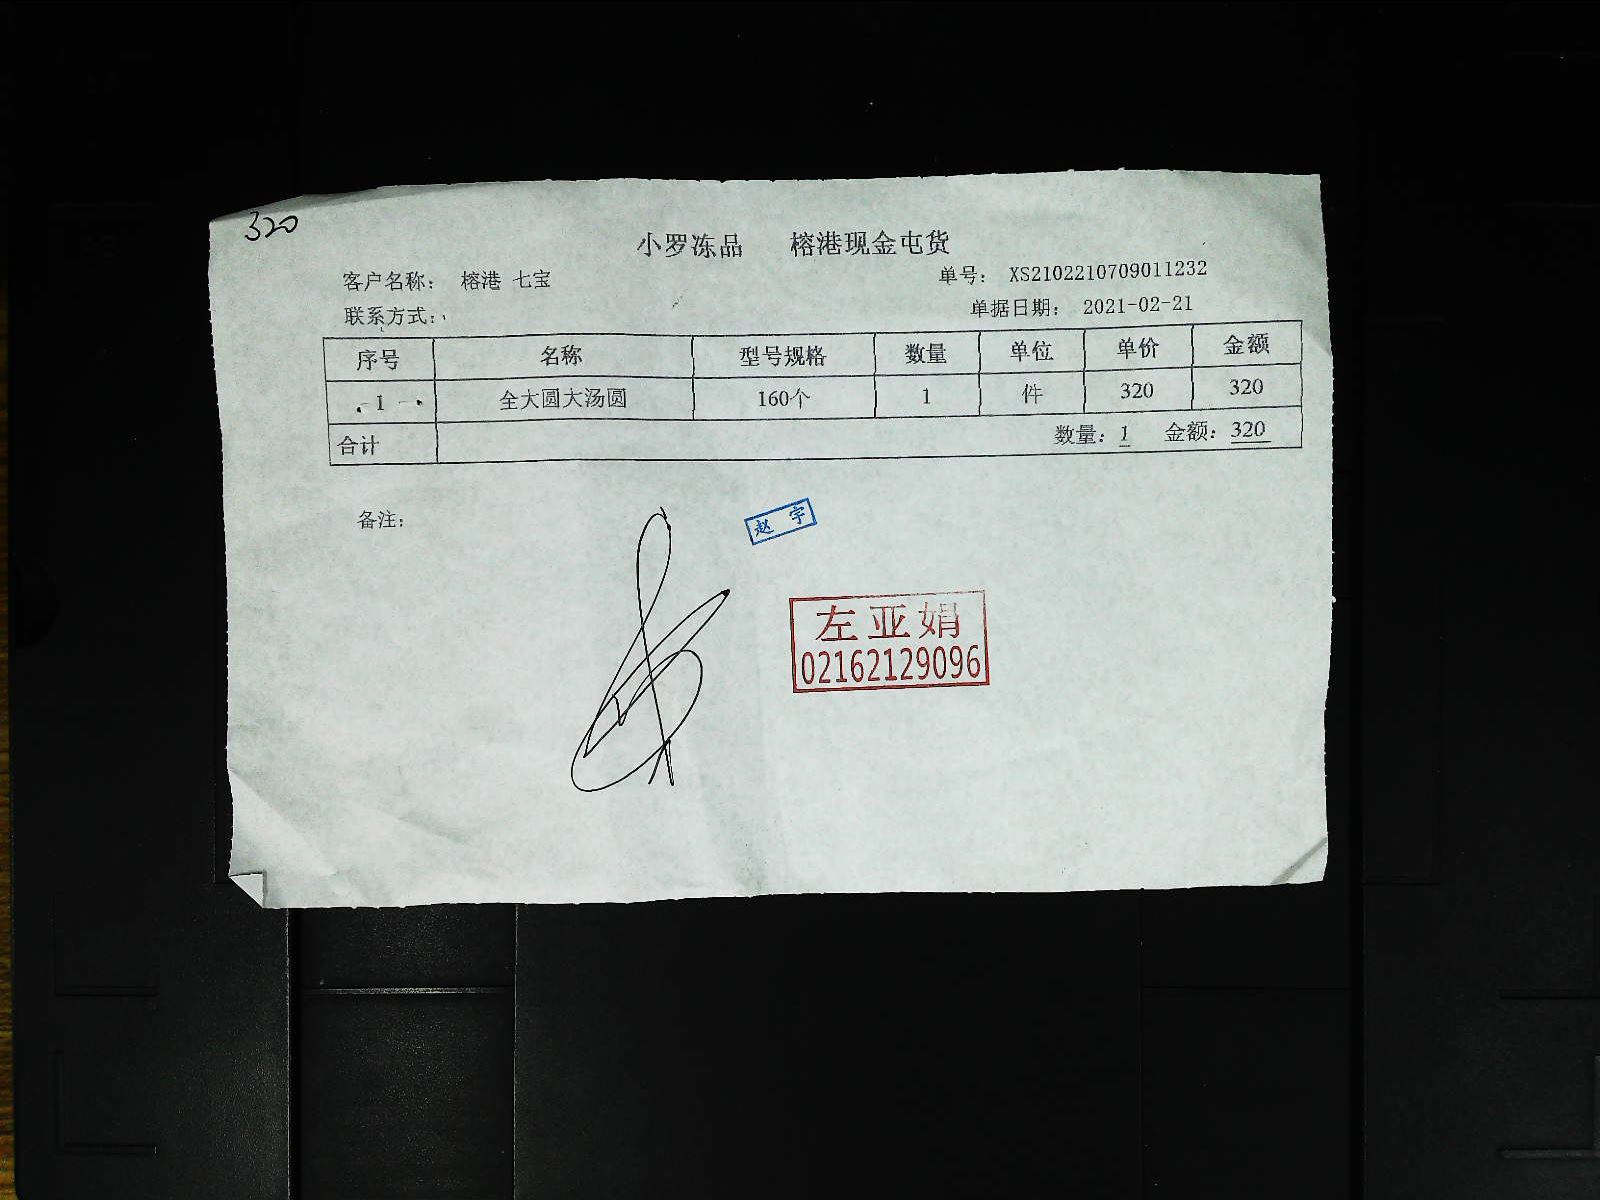 320
小罗冻品 榕港现金屯货
客户名称： 榕港 七宝 单号： XS2102210709011232
联系方式： 单据日期： 2021-02-21
序号 名称 型号规格 数量 单位 单价 金额
1 全大圆大汤圆 160个 1 件 320 320
合计 数量：1 金额：320
备注：
赵 宇
左亚娟
02162129096